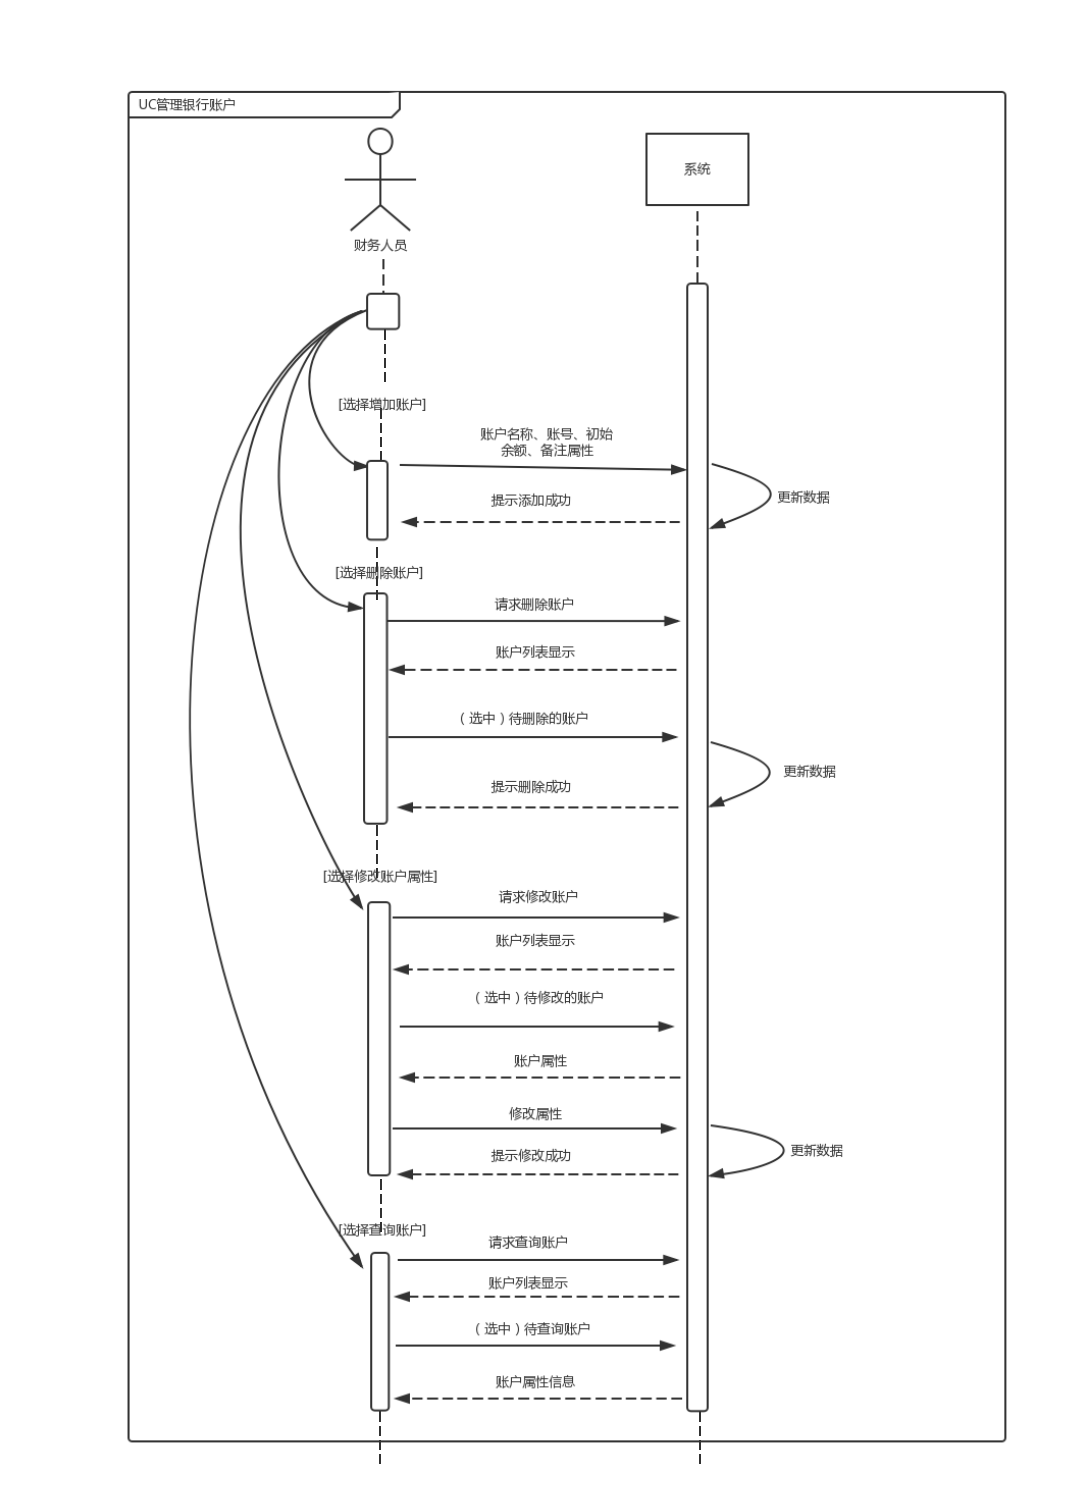 UC管理银行账户
系统
财务人员
[选择增加账户]
账户名称、账号、初始
余额、备注属性
更新数据
提示添加成功
[选择删除账户]
请求删除账户
账户列表显示
（选中）待删除的账户
更新数据
提示删除成功
[选择修改账户属性]
请求修改账户
账户列表显示
（选中）待修改的账户
账户属性
修改属性
更新数据
提示修改成功
[选择查询账户]
请求查询账户
账户列表显示
（选中）待查询账户
账户属性信息